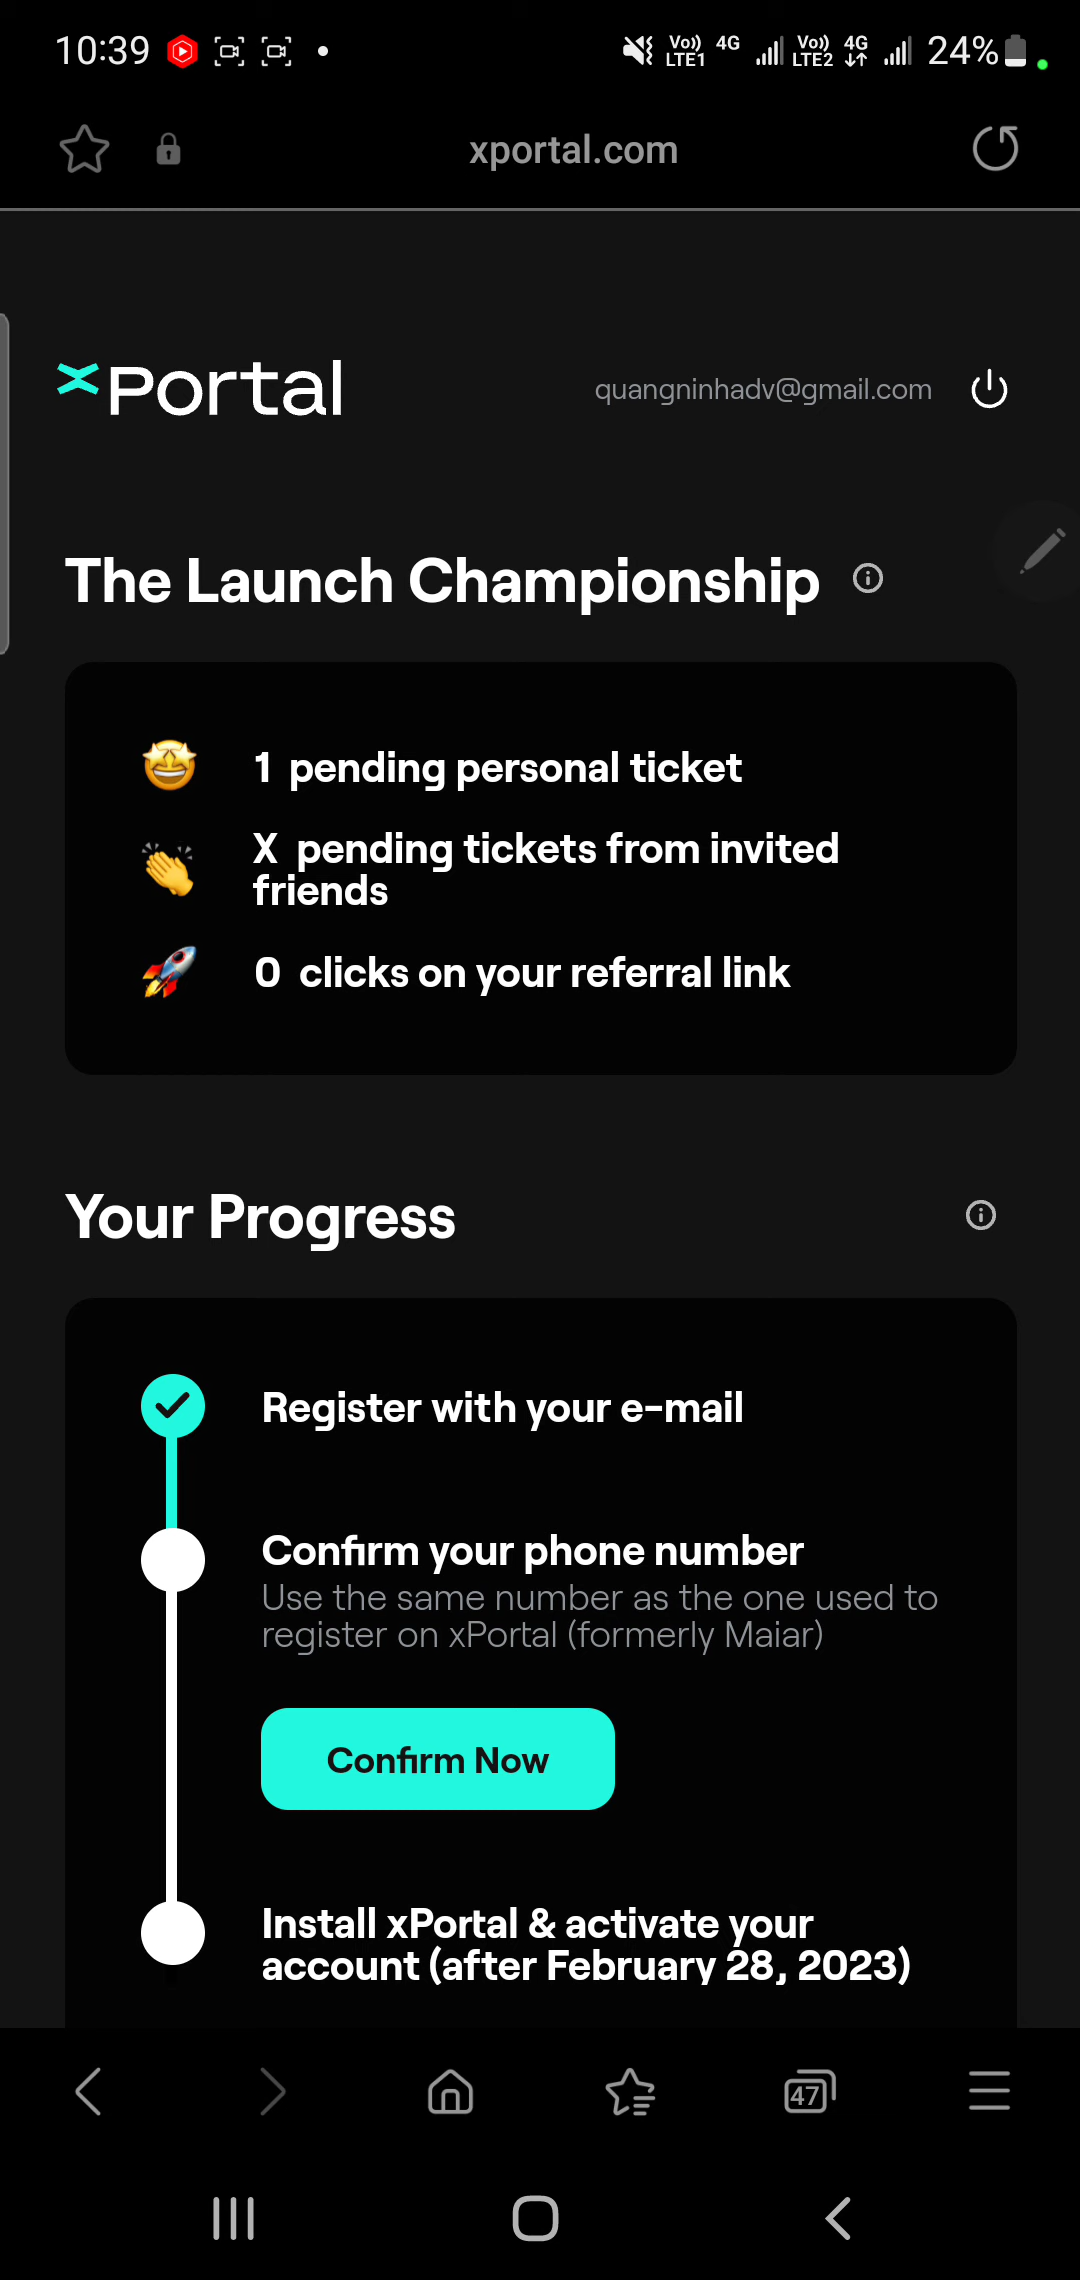 10:39
Vo)) LTE1 4G Vo)) LTE2 4G 24%
xportal.com
Portal
quangninhadv@gmail.com
The Launch Championship
1 pending personal ticket
X pending tickets from invited
friends
0 clicks on your referral link
Your Progress
Register with your e-mail
Confirm your phone number
Use the same number as the one used to
register on xPortal (formerly Maiar)
Confirm Now
Install xPortal & activate your
account (after February 28, 2023)
47